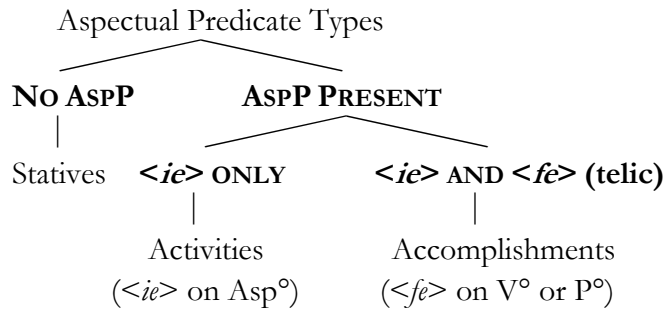 Aspectual Predicate Types
NO ASPP ASPP PRESENT
Statives <ie> ONLY <ie> AND <fe> (telic)
Activities Accomplishments
(<ie> on Asp°) (<fe> on V° or P°)